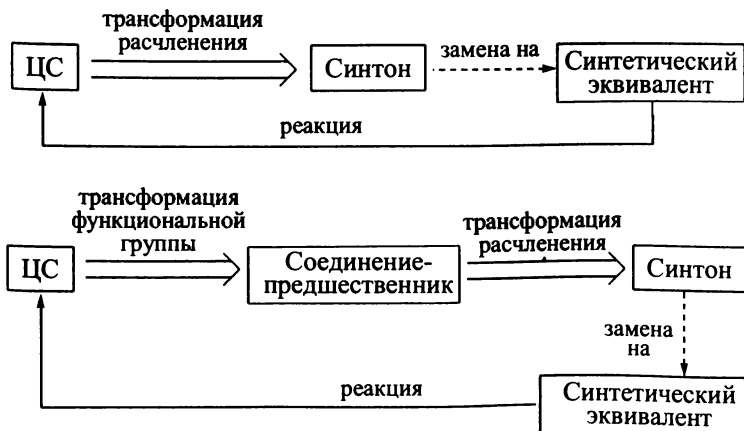 трансформация
расчленения
ЦС
Синтон
замена на
Синтетический
эквивалент
реакция
трансформация
функциональной
группы
трансформация
расчленения
ЦС
Соединение-
предшественник
Синтон
замена
на
реакция
Синтетический
эквивалент